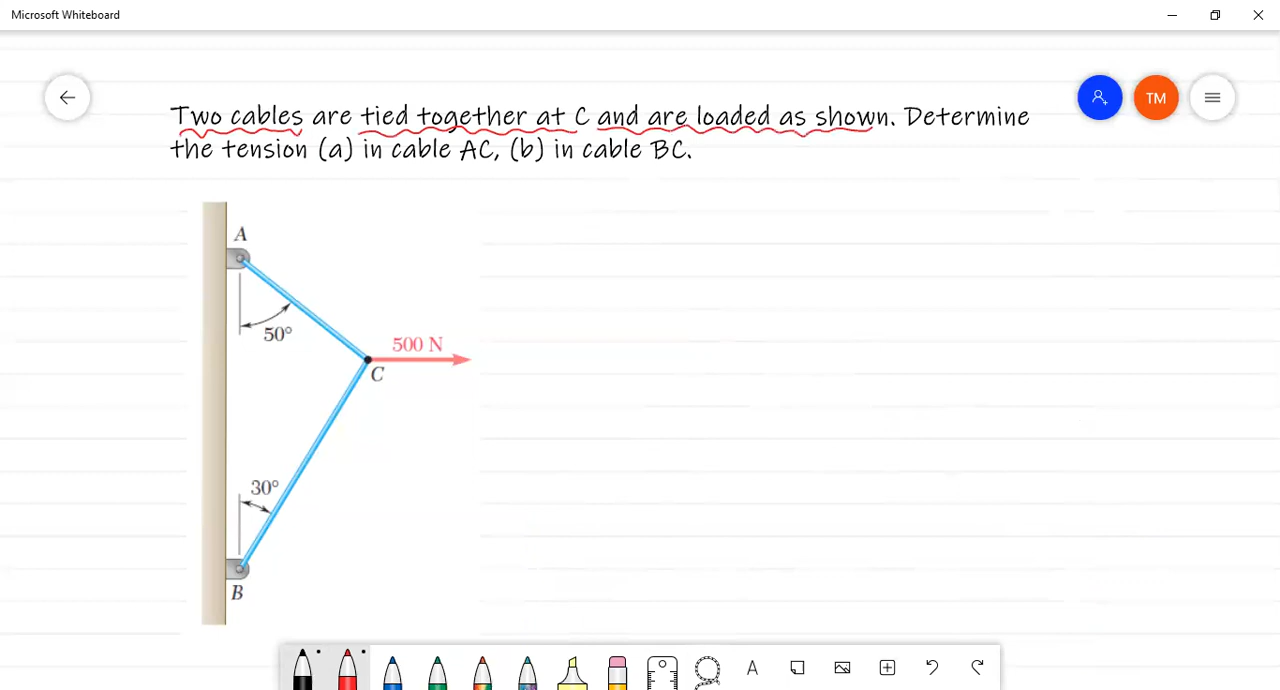 Microsoft Whiteboard
TM
Two cables are tied together at C and are loaded as shown. Determine
the tension (a) in cable AC, (b) in cable BC.
A
50°
500 N
C
30°
B
A